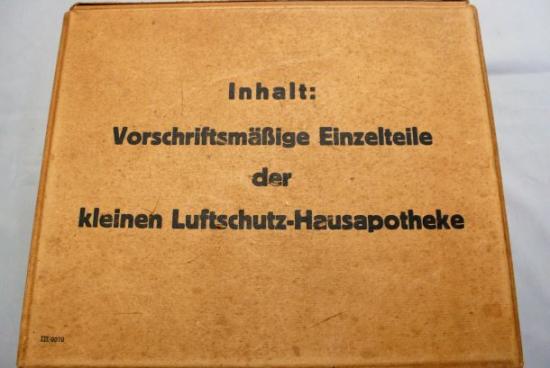 Inhalt:
Vorschriftsmäßige Einzelteile
der
kleinen Luftschutz-Hausapotheke